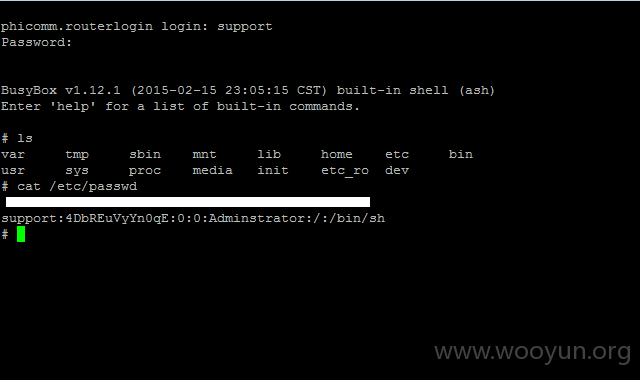 phicomm.routerlogin login: support
Password:
BusyBox v1.12.1 (2015-02-15 23:05:15 CST) built-in shell (ash)
Enter 'help' for a list of built-in commands.
# ls
var tmp sbin mnt lib home etc bin
usr sys proc media init etc_ro dev
# cat /etc/passwd
support:4DbREuVyYn0qE:0:0:Adminstrator:/:/bin/sh
#
www.wooyun.org